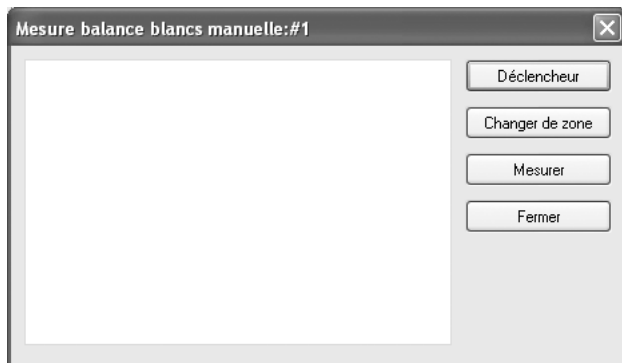 Mesure balance blancs manuelle:#1
Déclencheur
Changer de zone
Mesurer
Fermer